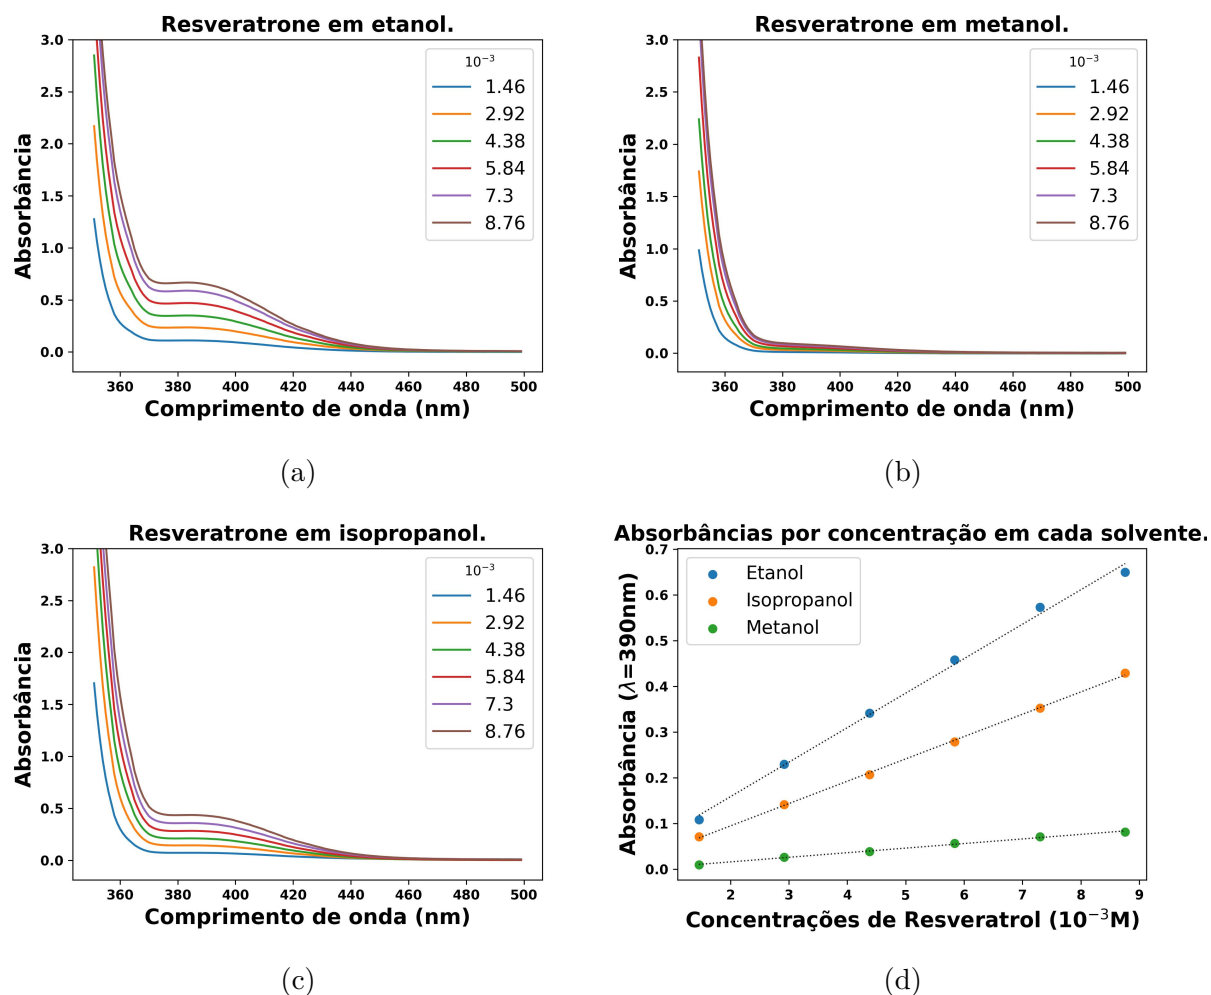 Resveratrone em etanol.
Absorbância
3.0
2.5
2.0
1.5
1.0
0.5
0.0
10⁻³
1.46
2.92
4.38
5.84
7.3
8.76
360 380 400 420 440 460 480 500
Comprimento de onda (nm)
(a)
Resveratrone em metanol.
Absorbância
3.0
2.5
2.0
1.5
1.0
0.5
0.0
10⁻³
1.46
2.92
4.38
5.84
7.3
8.76
360 380 400 420 440 460 480 500
Comprimento de onda (nm)
(b)
Resveratrone em isopropanol.
Absorbância
3.0
2.5
2.0
1.5
1.0
0.5
0.0
10⁻³
1.46
2.92
4.38
5.84
7.3
8.76
360 380 400 420 440 460 480 500
Comprimento de onda (nm)
(c)
Absorbâncias por concentração em cada solvente.
Absorbância (λ=390nm)
0.7
0.6
0.5
0.4
0.3
0.2
0.1
0.0
Etanol
Isopropanol
Metanol
2 3 4 5 6 7 8 9
Concentrações de Resveratrol (10⁻³M)
(d)